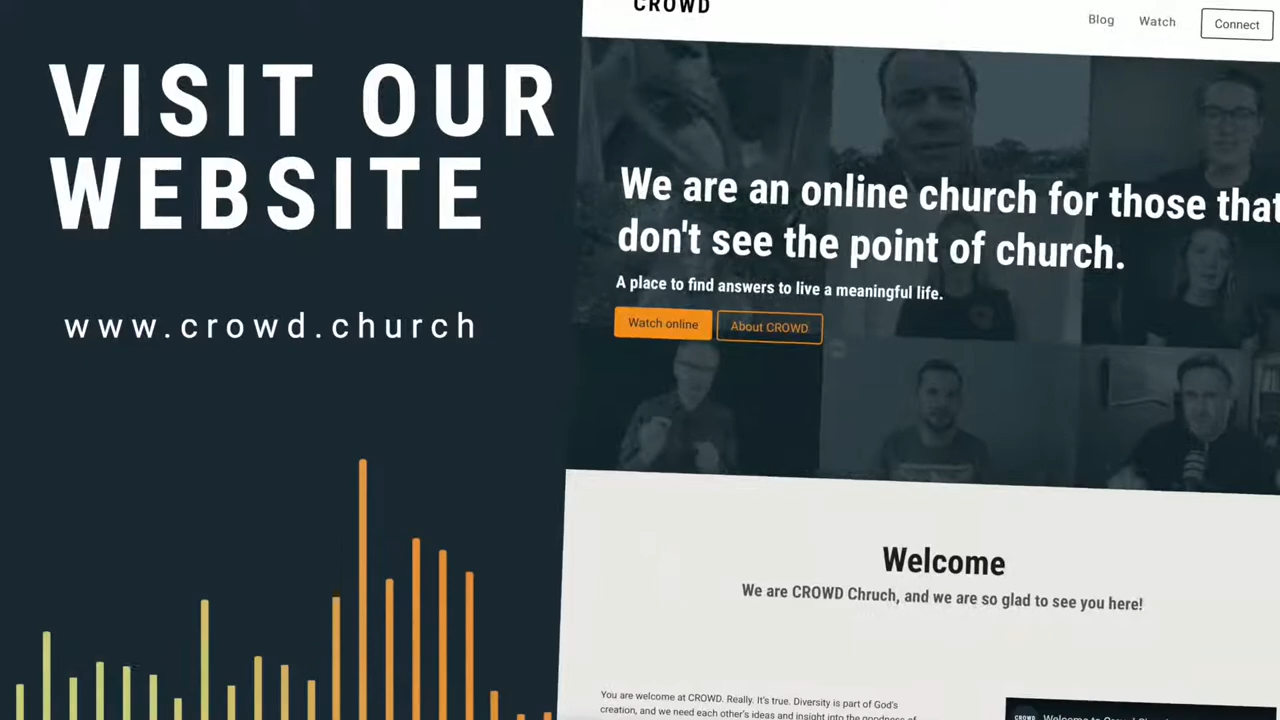 VISIT OUR
WEBSITE
www.crowd.church
CROWD
Blog
Watch
Connect
We are an online church for those that
don't see the point of church.
A place to find answers to live a meaningful life.
Watch online
About CROWD
Welcome
We are CROWD Chruch, and we are so glad to see you here!
You are welcome at CROWD. Really. It's true. Diversity is part of God's
creation, and we need each other's ideas and insight into the goodness of
CROWD
Welcome to Crowd